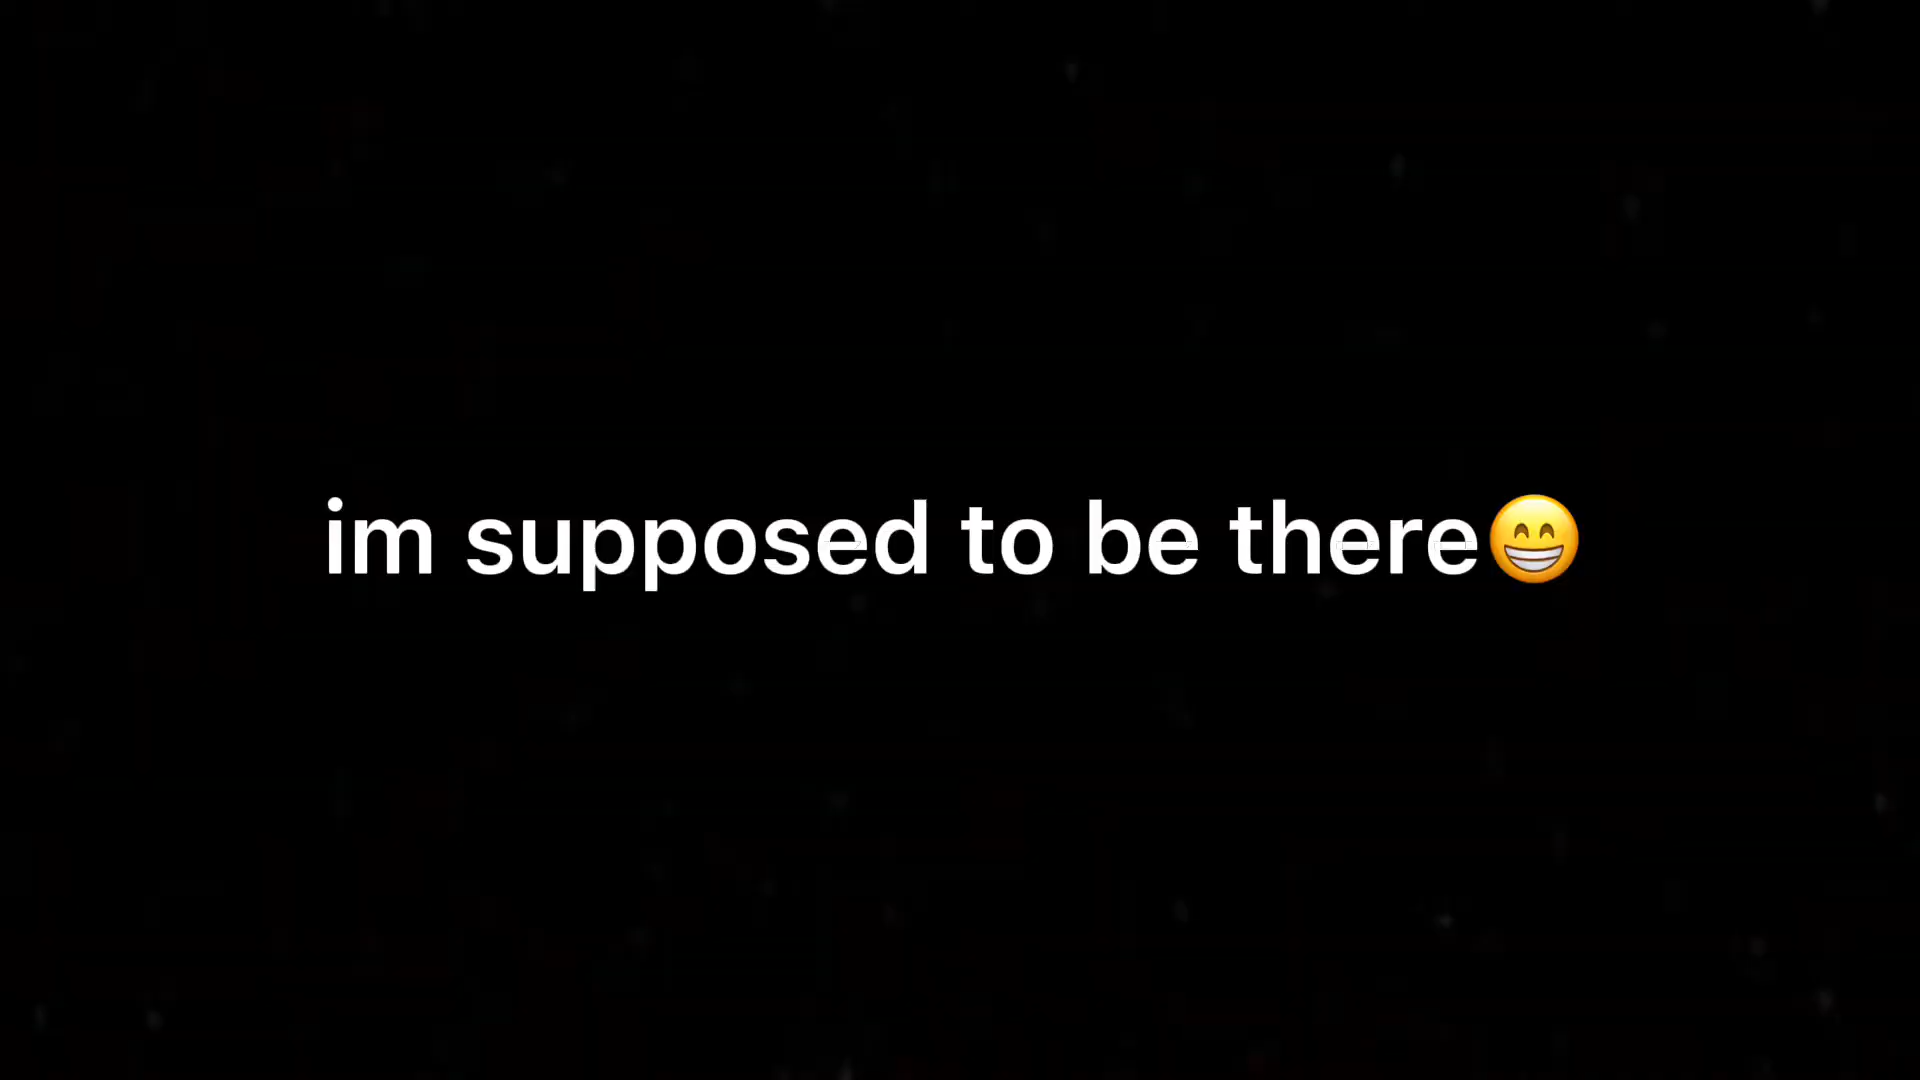 im supposed to be there😁